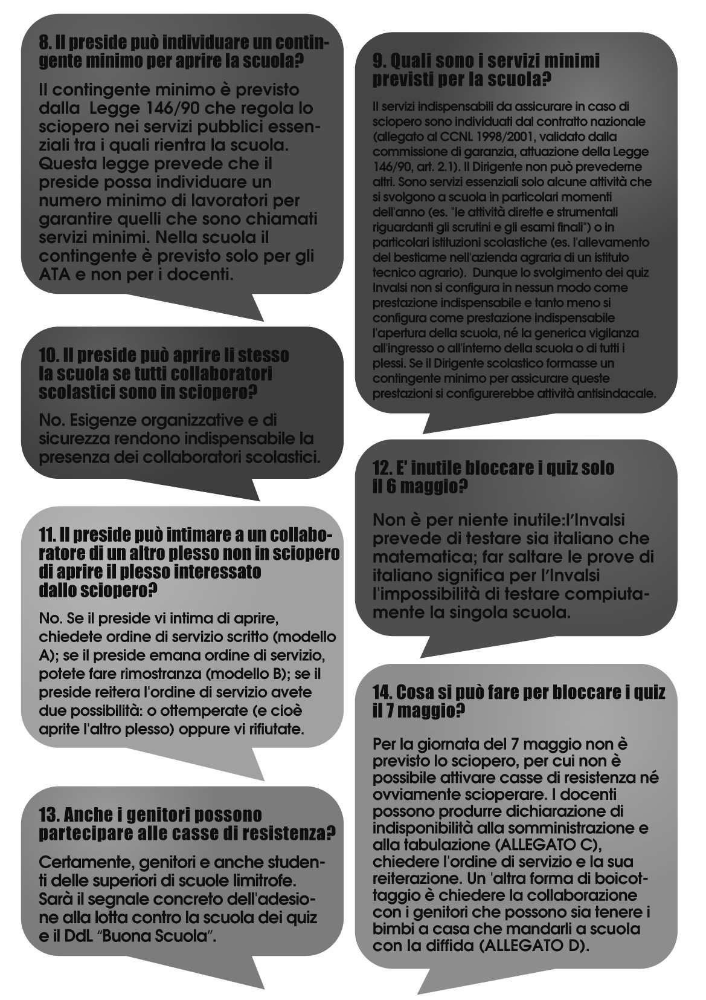 8. Il preside può individuare un contin-
gente minimo per aprire la scuola?
Il contingente minimo è previsto
dalla Legge 146/90 che regola lo
sciopero nei servizi pubblici essen-
ziali tra i quali rientra la scuola.
Questa legge prevede che il
preside possa individuare un
numero minimo di lavoratori per
garantire quelli che sono chiamati
servizi minimi. Nella scuola il
contingente è previsto solo per gli
ATA e non per i docenti.
9. Quali sono i servizi minimi
previsti per la scuola?
Il servizi indispensabili da assicurare in caso di
sciopero sono individuati dal contratto nazionale
(allegato al CCNL 1998/2001, validato dalla
commissione di garanzia, attuazione della Legge
146/90, art. 2.1). Il Dirigente non può prevederne
altri. Sono servizi essenziali solo alcune attività che
si svolgono a scuola in particolari momenti
dell'anno (es. "le attività dirette e strumentali
riguardanti gli scrutini e gli esami finali") o in
particolari istituzioni scolastiche (es. l'allevamento
del bestiame nell'azienda agraria di un istituto
tecnico agrario). Dunque lo svolgimento dei quiz
Invalsi non si configura in nessun modo come
prestazione indispensabile e tanto meno si
configura come prestazione indispensabile
l'apertura della scuola, né la generica vigilanza
all'ingresso o all'interno della scuola o di tutti i
plessi. Se il Dirigente scolastico formasse un
contingente minimo per assicurare queste
prestazioni si configurerebbe attività antisindacale.
10. Il preside può aprire li stesso
la scuola se tutti collaboratori
scolastici sono in sciopero?
No. Esigenze organizzative e di
sicurezza rendono indispensabile la
presenza dei collaboratori scolastici.
11. Il preside può intimare a un collabo-
ratore di un altro plesso non in sciopero
di aprire il plesso interessato
dallo sciopero?
No. Se il preside vi intima di aprire,
chiedete ordine di servizio scritto (modello
A); se il preside emana ordine di servizio,
potete fare rimostranza (modello B); se il
preside reitera l'ordine di servizio avete
due possibilità: o ottemperate (e cioè
aprite l'altro plesso) oppure vi rifiutate.
12. E' inutile bloccare i quiz solo
il 6 maggio?
Non è per niente inutile:l’Invalsi
prevede di testare sia italiano che
matematica; far saltare le prove di
italiano significa per l’Invalsi
l'impossibilità di testare compiuta-
mente la singola scuola.
13. Anche i genitori possono
partecipare alle casse di resistenza?
Certamente, genitori e anche studen-
ti delle superiori di scuole limitrofe.
Sarà il segnale concreto dell'adesio-
ne alla lotta contro la scuola dei quiz
e il DdL “Buona Scuola”.
14. Cosa si può fare per bloccare i quiz
il 7 maggio?
Per la giornata del 7 maggio non è
previsto lo sciopero, per cui non è
possibile attivare casse di resistenza né
ovviamente scioperare. I docenti
possono produrre dichiarazione di
indisponibilità alla somministrazione e
alla tabulazione (ALLEGATO C),
chiedere l'ordine di servizio e la sua
reiterazione. Un 'altra forma di boicot-
taggio è chiedere la collaborazione
con i genitori che possono sia tenere i
bimbi a casa che mandarli a scuola
con la diffida (ALLEGATO D).